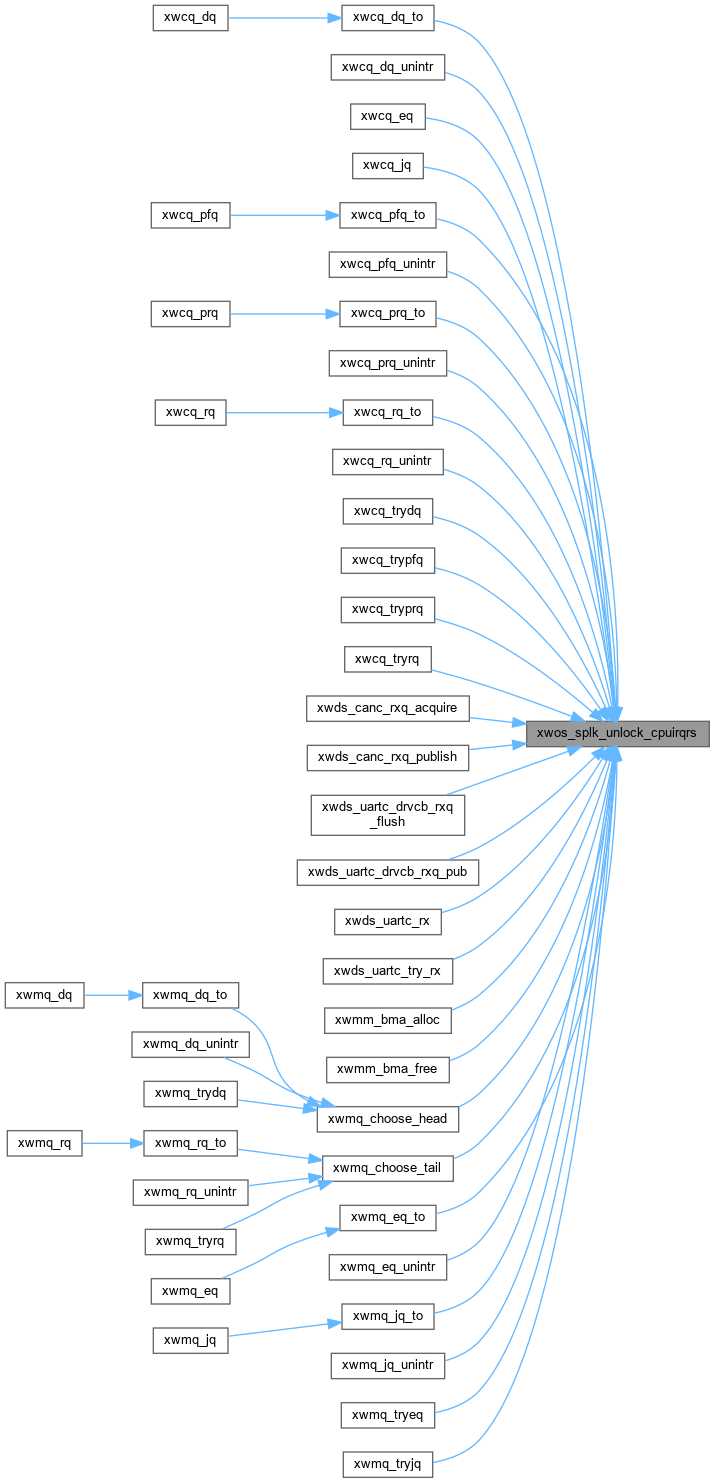 xwcq_dq
xwcq_dq_to
xwcq_dq_unintr
xwcq_eq
xwcq_jq
xwcq_pfq
xwcq_pfq_to
xwcq_pfq_unintr
xwcq_prq
xwcq_prq_to
xwcq_prq_unintr
xwcq_rq
xwcq_rq_to
xwcq_rq_unintr
xwcq_trydq
xwcq_trypfq
xwcq_tryprq
xwcq_tryrq
xwds_canc_rxq_acquire
xwos_splk_unlock_cpuirqrs
xwds_canc_rxq_publish
xwds_uartc_drvcb_rxq
_flush
xwds_uartc_drvcb_rxq_pub
xwds_uartc_rx
xwds_uartc_try_rx
xwmq_dq
xwmq_dq_to
xwmm_bma_alloc
xwmq_dq_unintr
xwmm_bma_free
xwmq_trydq
xwmq_choose_head
xwmq_rq
xwmq_rq_to
xwmq_choose_tail
xwmq_rq_unintr
xwmq_eq_to
xwmq_tryrq
xwmq_eq_unintr
xwmq_eq
xwmq_jq_to
xwmq_jq
xwmq_jq_unintr
xwmq_tryeq
xwmq_tryjq